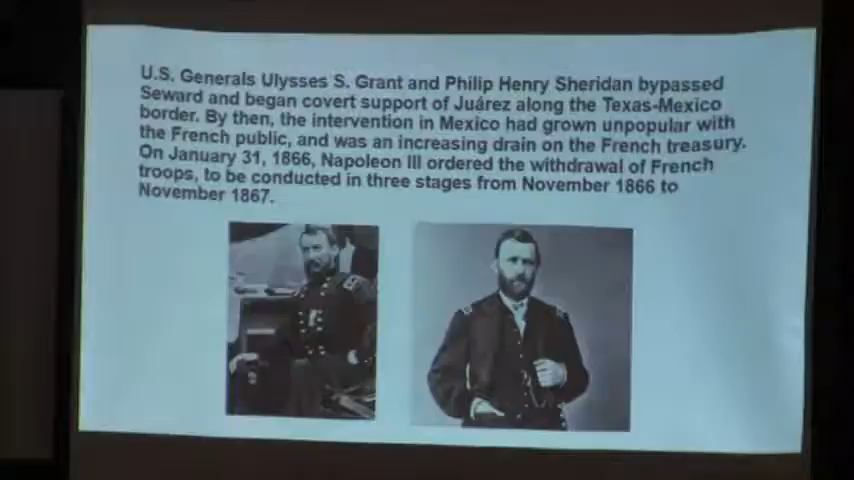 U.S. Generals Ulysses S. Grant and Philip Henry Sheridan bypassed
Seward and began covert support of Juárez along the Texas-Mexico
border. By then, the intervention in Mexico had grown unpopular with
the French public, and was an increasing drain on the French treasury.
On January 31, 1866, Napoleon III ordered the withdrawal of French
troops, to be conducted in three stages from November 1866 to
November 1867.